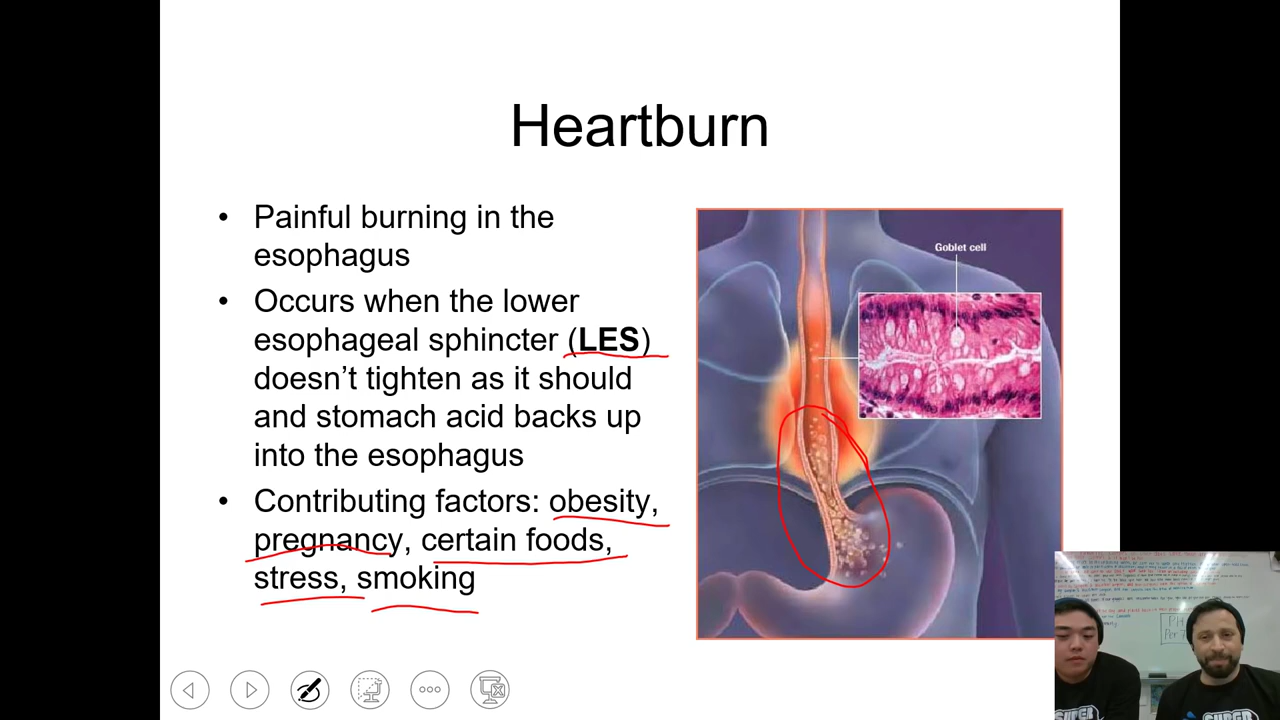 Heartburn
• Painful burning in the
esophagus
• Occurs when the lower
esophageal sphincter (LES)
doesn’t tighten as it should
and stomach acid backs up
into the esophagus
• Contributing factors: obesity,
pregnancy, certain foods,
stress, smoking
Goblet cell
SUPER